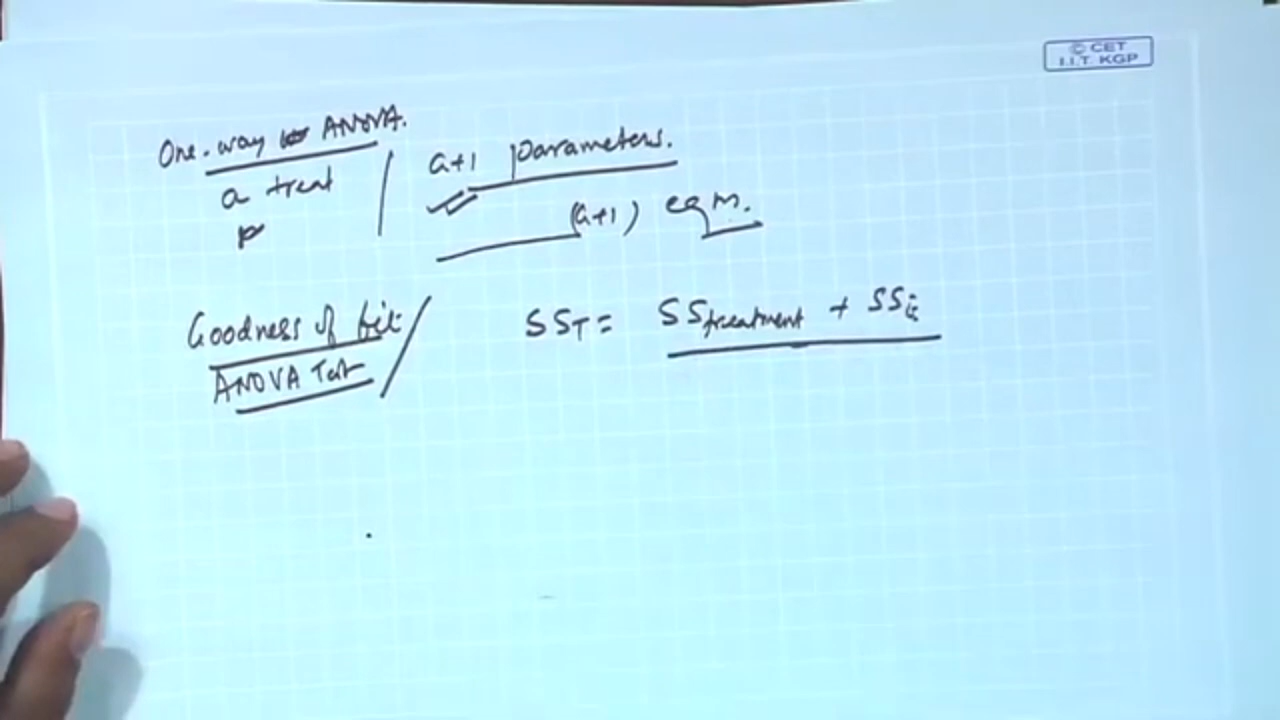 © CET
I.I.T. KGP
One-way ANOVA.
a treat
a+1 parameters.
(a+1) eqn.
Goodness of fit
ANOVA Test
SST = SStreatment + SSE